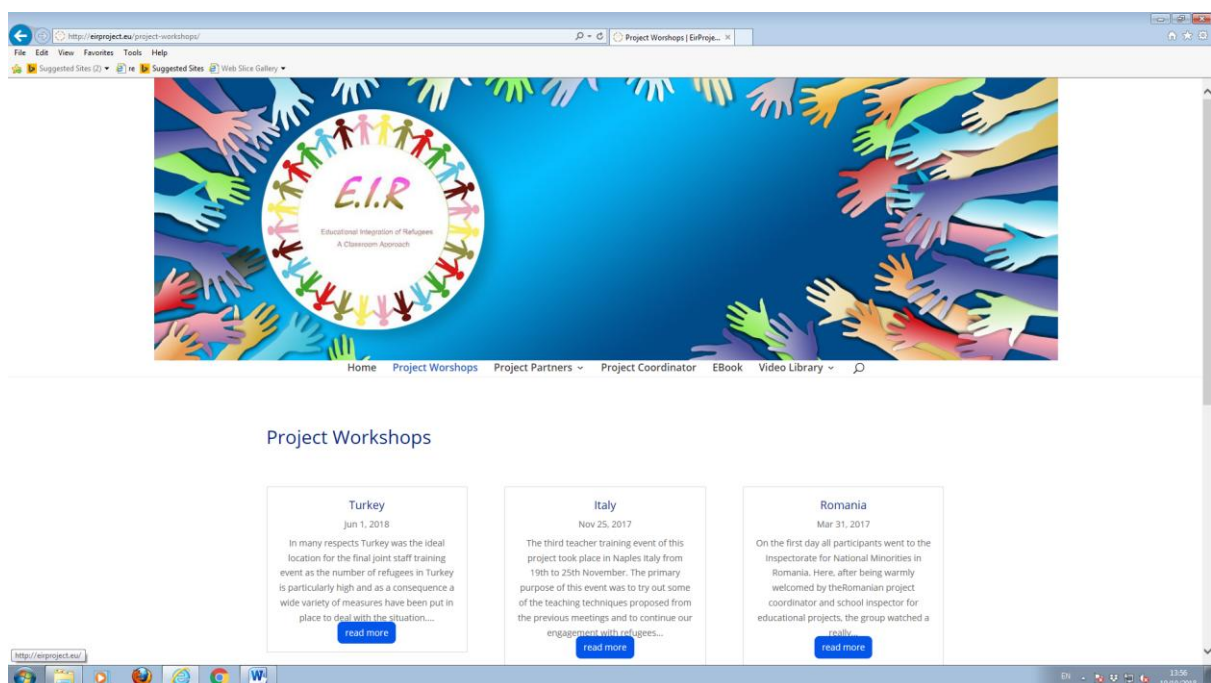 http://eirproject.eu/project-workshops/
Project Worshops | EirProje...
File Edit View Favorites Tools Help
Suggested Sites (2) re Suggested Sites Web Slice Gallery
E.I.R
Educational Integration of Refugees
A Classroom Approach
Home Project Worshops Project Partners Project Coordinator EBook Video Library
Project Workshops
Turkey
Jun 1, 2018
In many respects Turkey was the ideal
location for the final joint staff training
event as the number of refugees in Turkey
is particularly high and as a consequence a
wide variety of measures have been put in
place to deal with the situation....
read more
Italy
Nov 25, 2017
The third teacher training event of this
project took place in Naples Italy from
19th to 25th November. The primary
purpose of this event was to try out some
of the teaching techniques proposed from
the previous meetings and to continue our
engagement with refugees...
read more
Romania
Mar 31, 2017
On the first day all participants went to the
Inspectorate for National Minorities in
Romania. Here, after being warmly
welcomed by theRomanian project
coordinator and school inspector for
educational projects, the group watched a
really...
read more
http://eirproject.eu/
EN
13:56